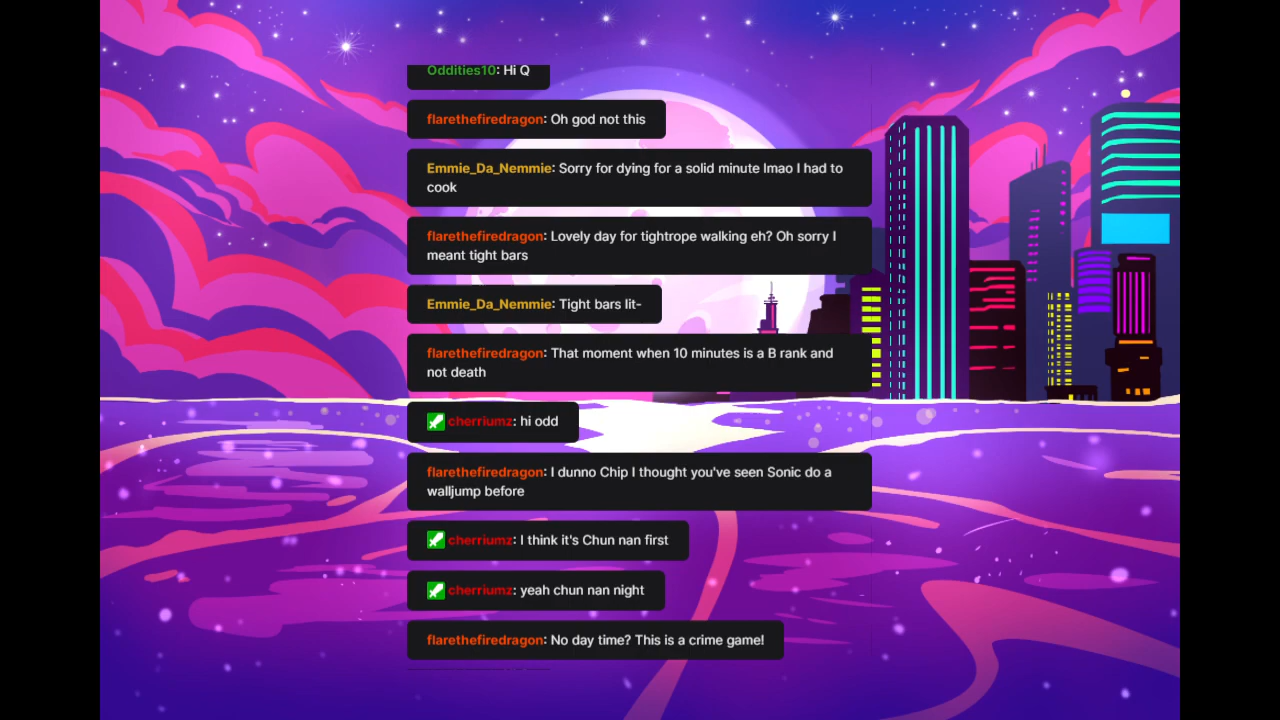 Oddities10: Hi Q
flarethefiredragon: Oh god not this
Emmie_Da_Nemmie: Sorry for dying for a solid minute lmao I had to
cook
flarethefiredragon: Lovely day for tightrope walking eh? Oh sorry I
meant tight bars
Emmie_Da_Nemmie: Tight bars lit-
flarethefiredragon: That moment when 10 minutes is a B rank and
not death
cherriumz: hi odd
flarethefiredragon: I dunno Chip I thought you've seen Sonic do a
walljump before
cherriumz: I think it's Chun nan first
cherriumz: yeah chun nan night
flarethefiredragon: No day time? This is a crime game!